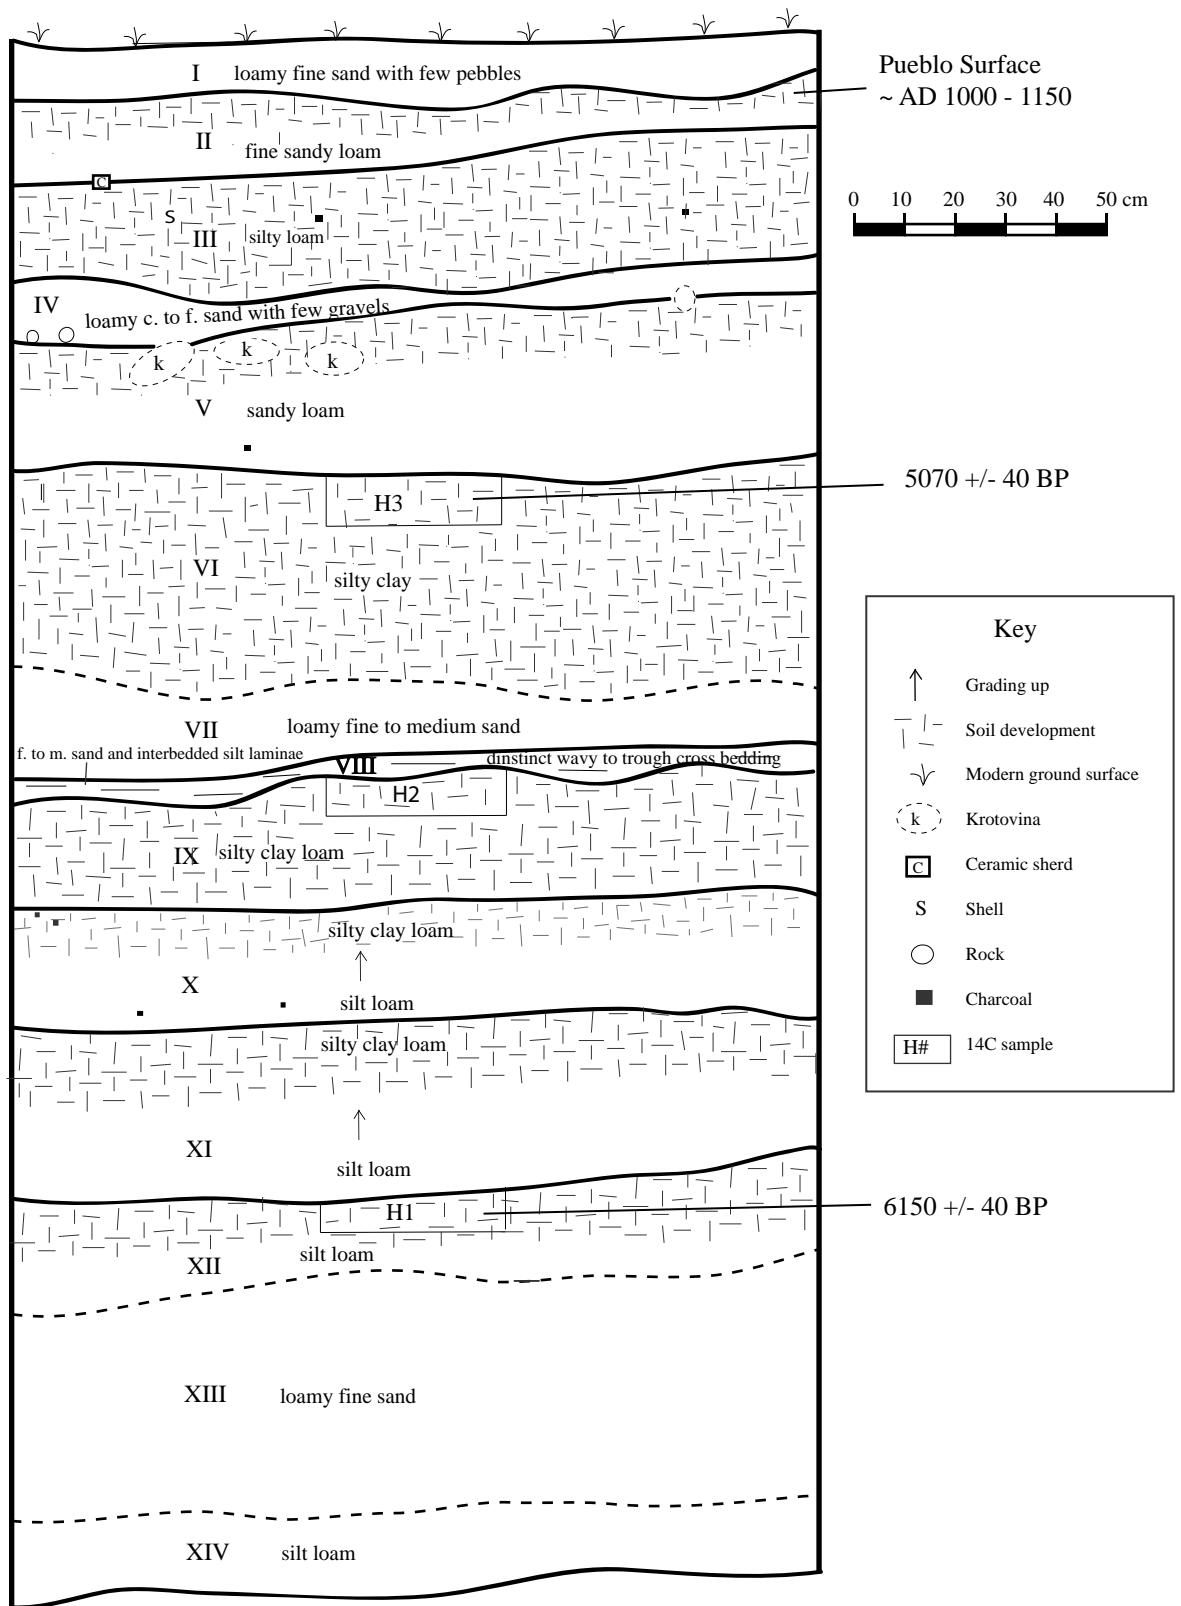 I loamy fine sand with few pebbles
Pueblo Surface
~ AD 1000 - 1150
II fine sandy loam
C
0 10 20 30 40 50 cm
S
III silty loam
IV
loamy c. to f. sand with few gravels
k k k
V sandy loam
H3
5070 +/- 40 BP
VI silty clay
VII loamy fine to medium sand
f. to m. sand and interbedded silt laminae
VIII
dinstinct wavy to trough cross bedding
H2
IX silty clay loam
silty clay loam
X
silt loam
silty clay loam
XI
silt loam
H1
6150 +/- 40 BP
silt loam
XII
XIII loamy fine sand
XIV silt loam
Key
Grading up
Soil development
Modern ground surface
k Krotovina
C Ceramic sherd
S Shell
Rock
Charcoal
H# 14C sample